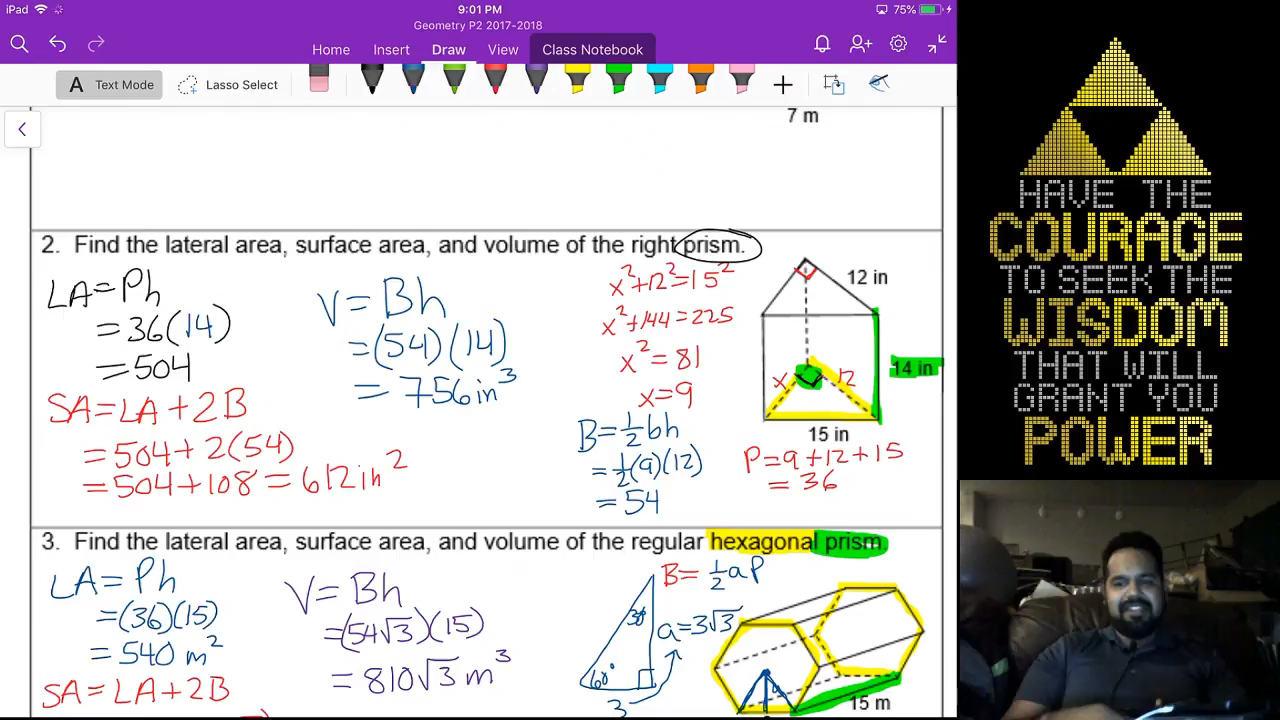 iPad
9:01 PM
75%
Geometry P2 2017-2018
Home Insert Draw View Class Notebook
A Text Mode Lasso Select
7 m
2. Find the lateral area, surface area, and volume of the right prism.
LA = Ph
= 36(14)
= 504
SA = LA + 2B
= 504 + 2(54)
= 504 + 108 = 612 in²
V = Bh
= (54)(14)
= 756 in³
x² + 12² = 15²
x² + 144 = 225
x² = 81
x = 9
B = ½bh
= ½(9)(12)
= 54
12 in
14 in
x 12
15 in
P = 9 + 12 + 15
= 36
3. Find the lateral area, surface area, and volume of the regular hexagonal prism.
LA = Ph
= (36)(15)
= 540 m²
SA = LA + 2B
V = Bh
= (54√3)(15)
= 810√3 m³
30°
60°
3
a = 3√3
B = ½aP
15 m
HAVE THE
COURAGE
TO SEEK THE
WISDOM
THAT WILL
GRANT YOU
POWER